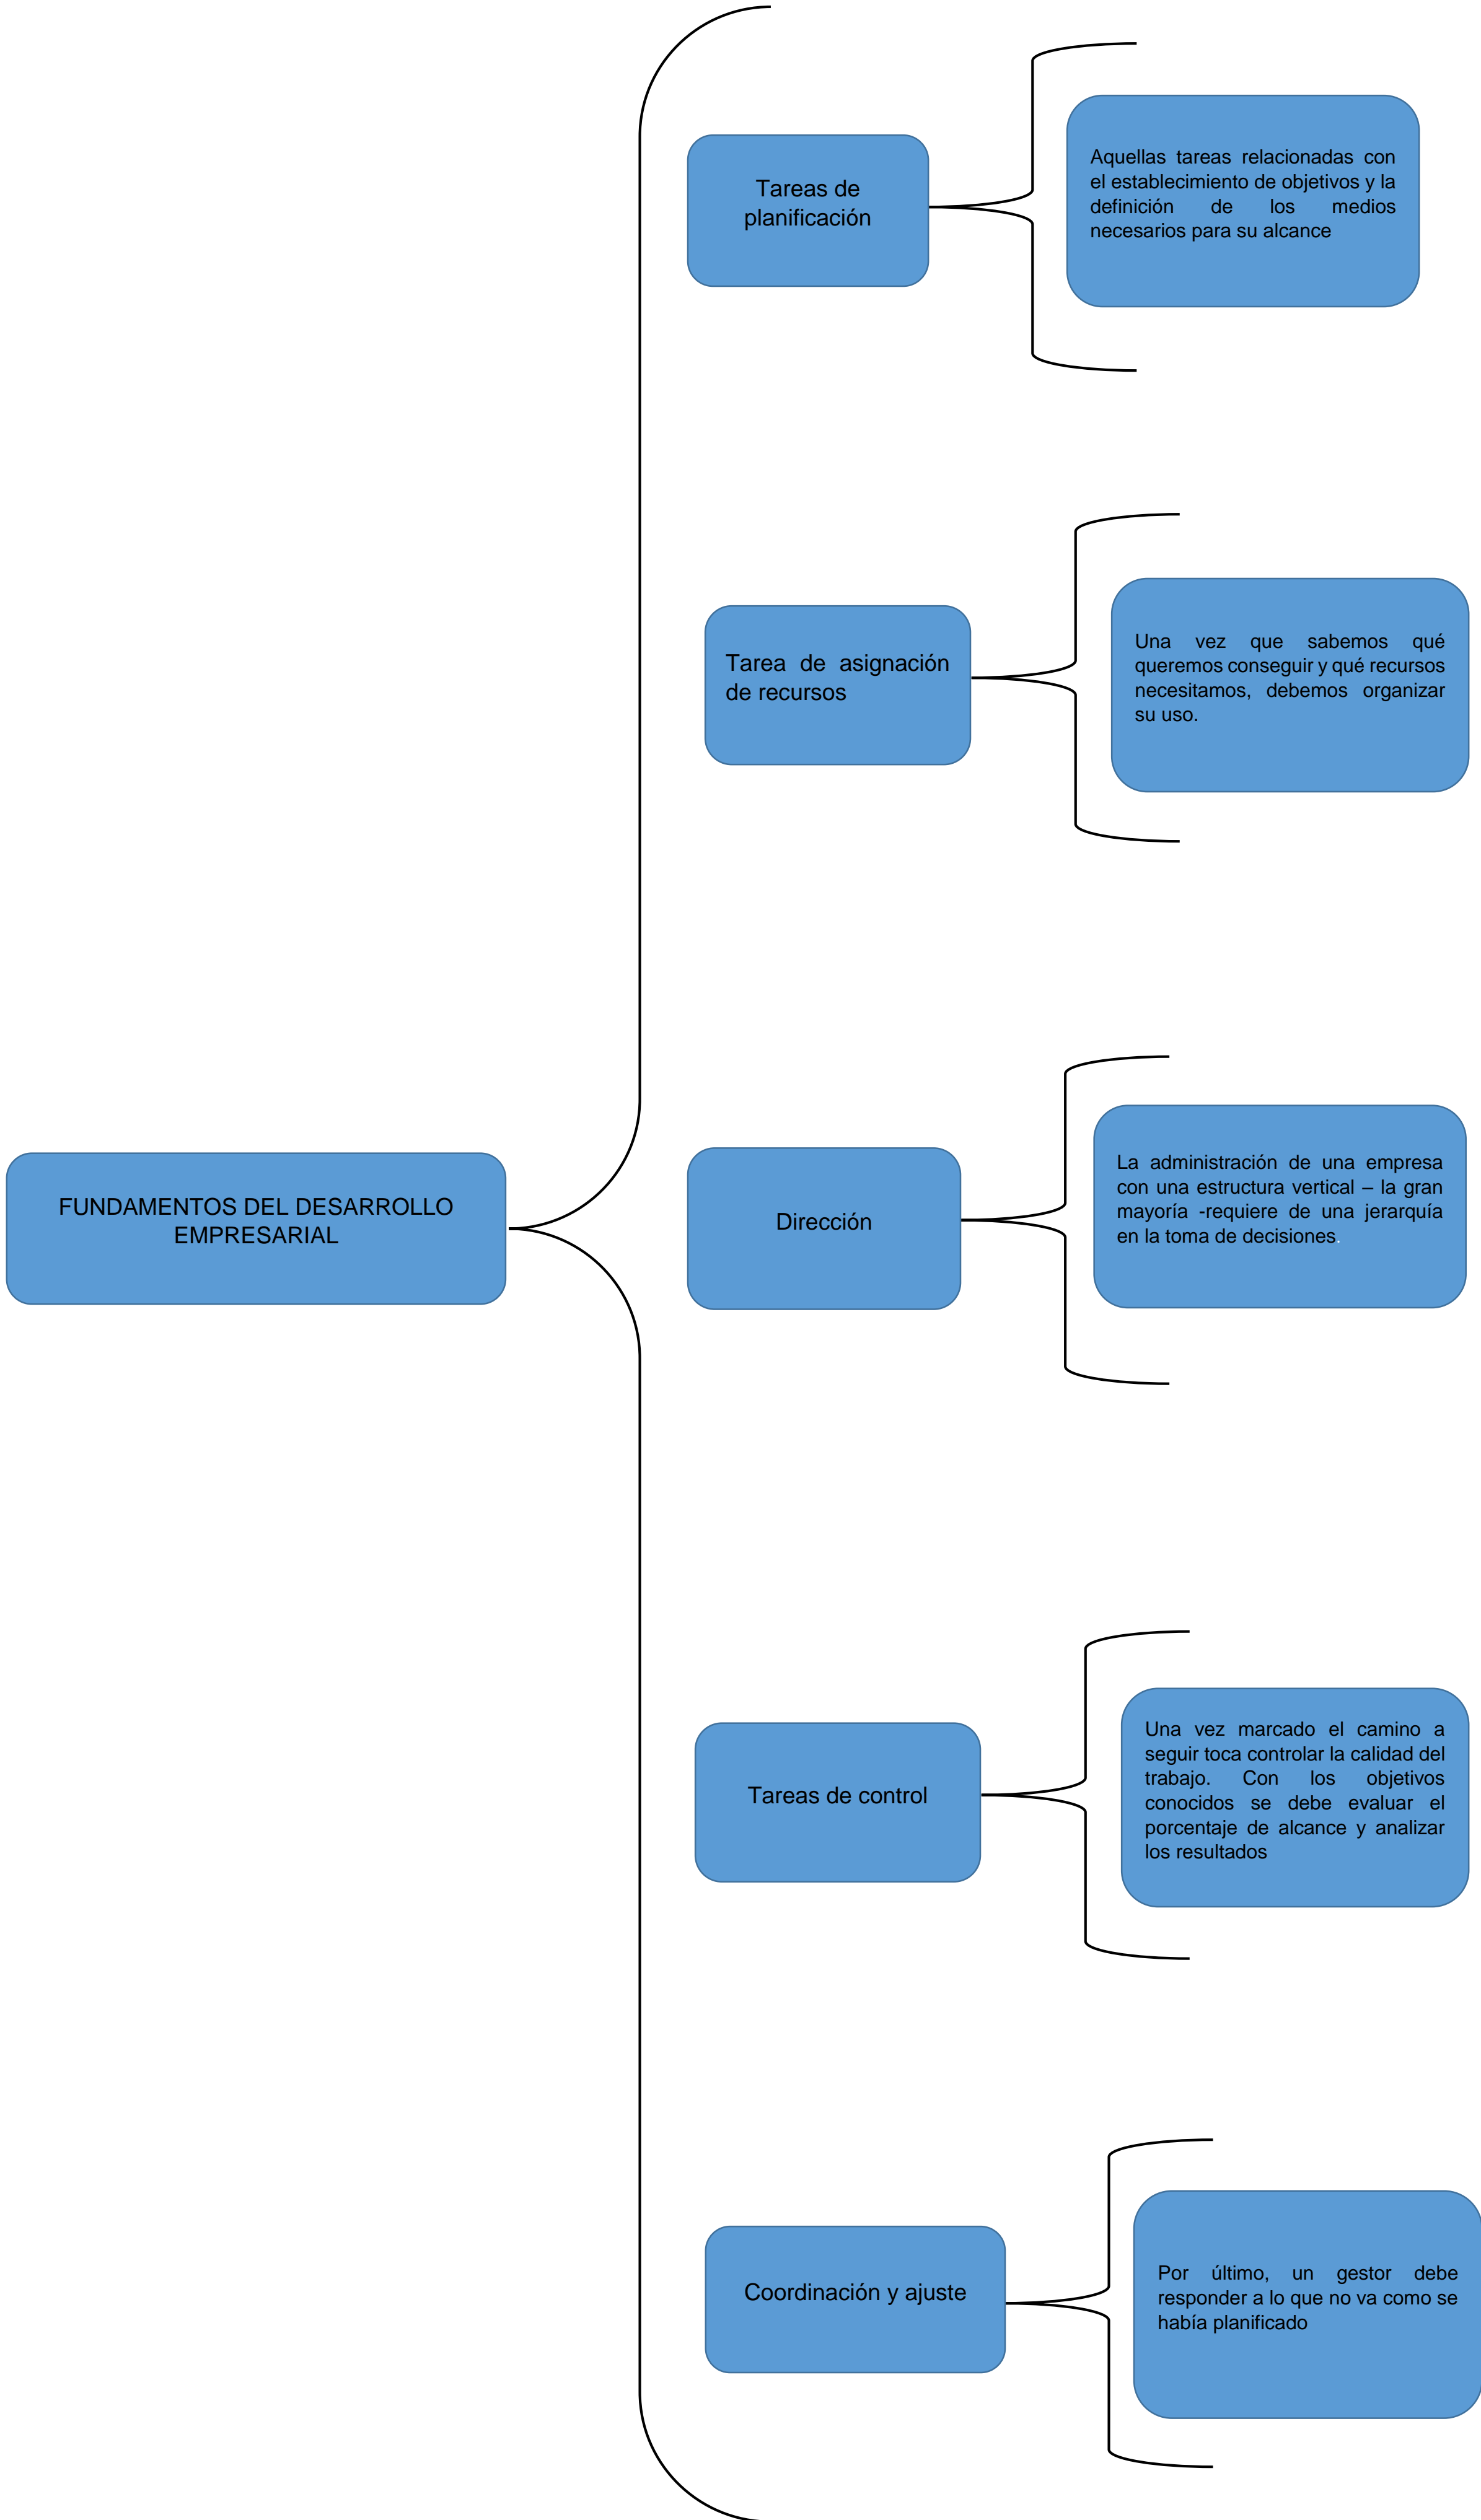 Tareas de
planificación
Aquellas tareas relacionadas con
el establecimiento de objetivos y la
definición de los medios
necesarios para su alcance
Tarea de asignación
de recursos
Una vez que sabemos qué
queremos conseguir y qué recursos
necesitamos, debemos organizar
su uso.
FUNDAMENTOS DEL DESARROLLO
EMPRESARIAL
Dirección
La administración de una empresa
con una estructura vertical – la gran
mayoría -requiere de una jerarquía
en la toma de decisiones.
Tareas de control
Una vez marcado el camino a
seguir toca controlar la calidad del
trabajo. Con los objetivos
conocidos se debe evaluar el
porcentaje de alcance y analizar
los resultados
Coordinación y ajuste
Por último, un gestor debe
responder a lo que no va como se
había planificado